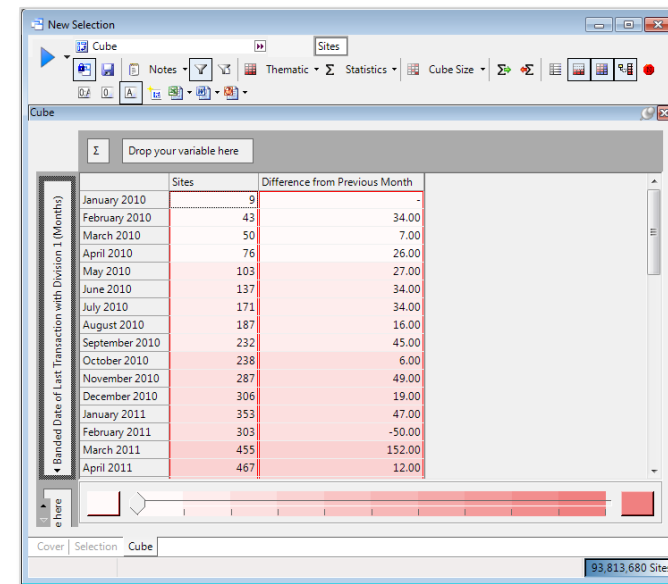 New Selection
Cube Sites
Notes Thematic Σ Statistics Cube Size Σ Σ
A..
Cube
Σ Drop your variable here
Sites Difference from Previous Month
January 2010 9 -
February 2010 43 34.00
March 2010 50 7.00
April 2010 76 26.00
May 2010 103 27.00
June 2010 137 34.00
July 2010 171 34.00
August 2010 187 16.00
September 2010 232 45.00
October 2010 238 6.00
November 2010 287 49.00
December 2010 306 19.00
January 2011 353 47.00
February 2011 303 -50.00
March 2011 455 152.00
April 2011 467 12.00
Banded Date of Last Transaction with Division 1 (Months)
e here
Cover Selection Cube
93,813,680